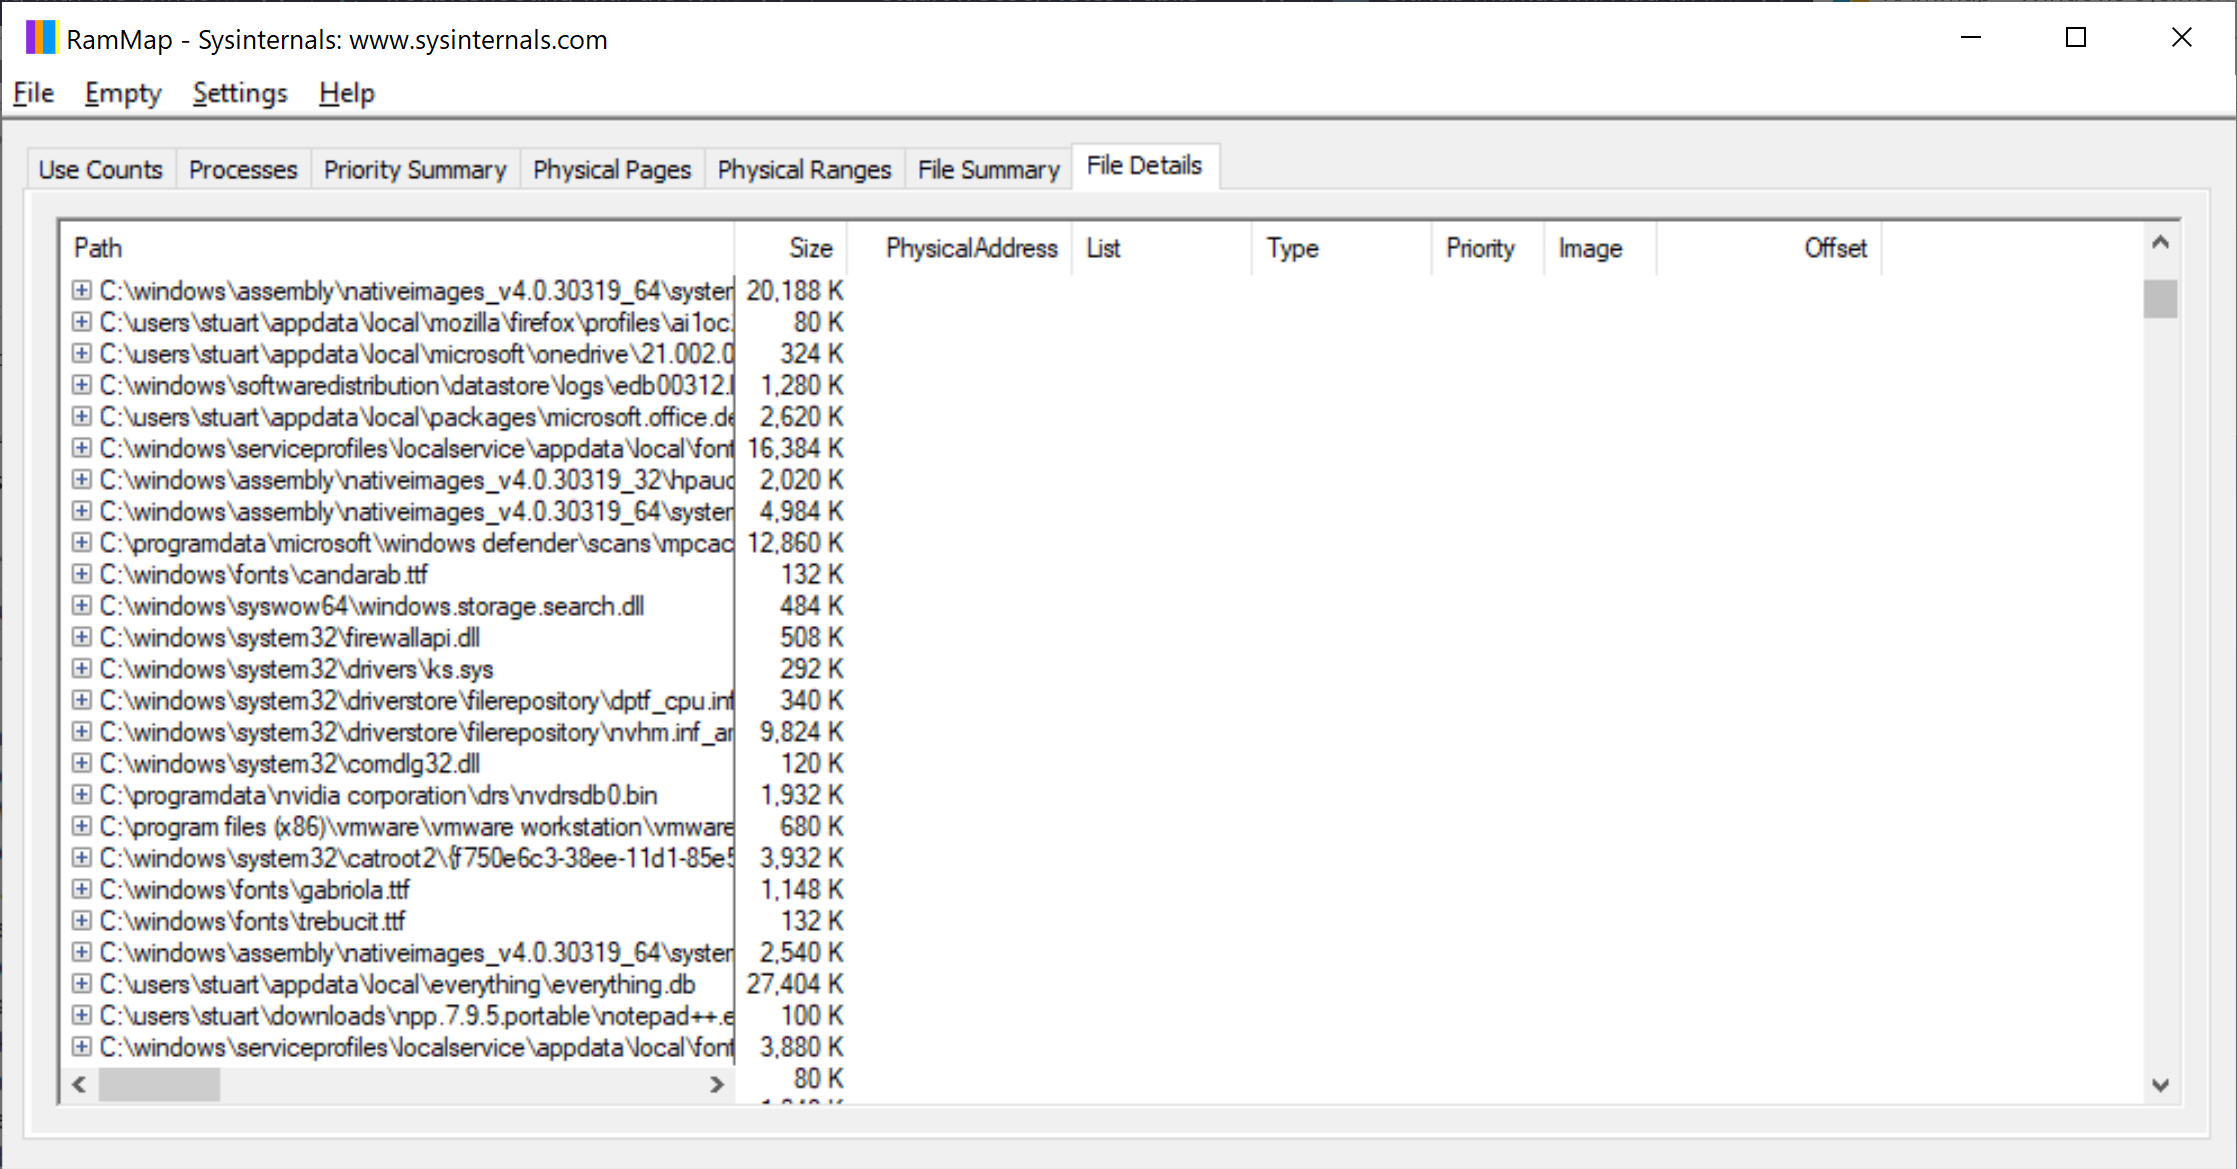 RamMap - Sysinternals: www.sysinternals.com
File Empty Settings Help
Use Counts Processes Priority Summary Physical Pages Physical Ranges File Summary File Details
Path Size PhysicalAddress List Type Priority Image Offset
C:\windows\assembly\nativeimages_v4.0.30319_64\system 20,188 K
C:\users\stuart\appdata\local\mozilla\firefox\profiles\ai1oc. 80 K
C:\users\stuart\appdata\local\microsoft\onedrive\21.002.0 324 K
C:\windows\softwaredistribution\datastore\logs\edb00312.l 1,280 K
C:\users\stuart\appdata\local\packages\microsoft.office.de 2,620 K
C:\windows\serviceprofiles\localservice\appdata\local\font 16,384 K
C:\windows\assembly\nativeimages_v4.0.30319_32\hpauc 2,020 K
C:\windows\assembly\nativeimages_v4.0.30319_64\system 4,984 K
C:\programdata\microsoft\windows defender\scans\mpcac 12,860 K
C:\windows\fonts\candarab.ttf 132 K
C:\windows\syswow64\windows.storage.search.dll 484 K
C:\windows\system32\firewallapi.dll 508 K
C:\windows\system32\drivers\ks.sys 292 K
C:\windows\system32\driverstore\filerepository\dptf_cpu.inf 340 K
C:\windows\system32\driverstore\filerepository\nvhm.inf_ar 9,824 K
C:\windows\system32\comdlg32.dll 120 K
C:\programdata\nvidia corporation\drs\nvdrsdb0.bin 1,932 K
C:\program files (x86)\vmware\vmware workstation\vmware 680 K
C:\windows\system32\catroot2\{f750e6c3-38ee-11d1-85e5 3,932 K
C:\windows\fonts\gabriola.ttf 1,148 K
C:\windows\fonts\trebucit.ttf 132 K
C:\windows\assembly\nativeimages_v4.0.30319_64\system 2,540 K
C:\users\stuart\appdata\local\everything\everything.db 27,404 K
C:\users\stuart\downloads\npp.7.9.5.portable\notepad++.e 100 K
C:\windows\serviceprofiles\localservice\appdata\local\font 3,880 K
80 K